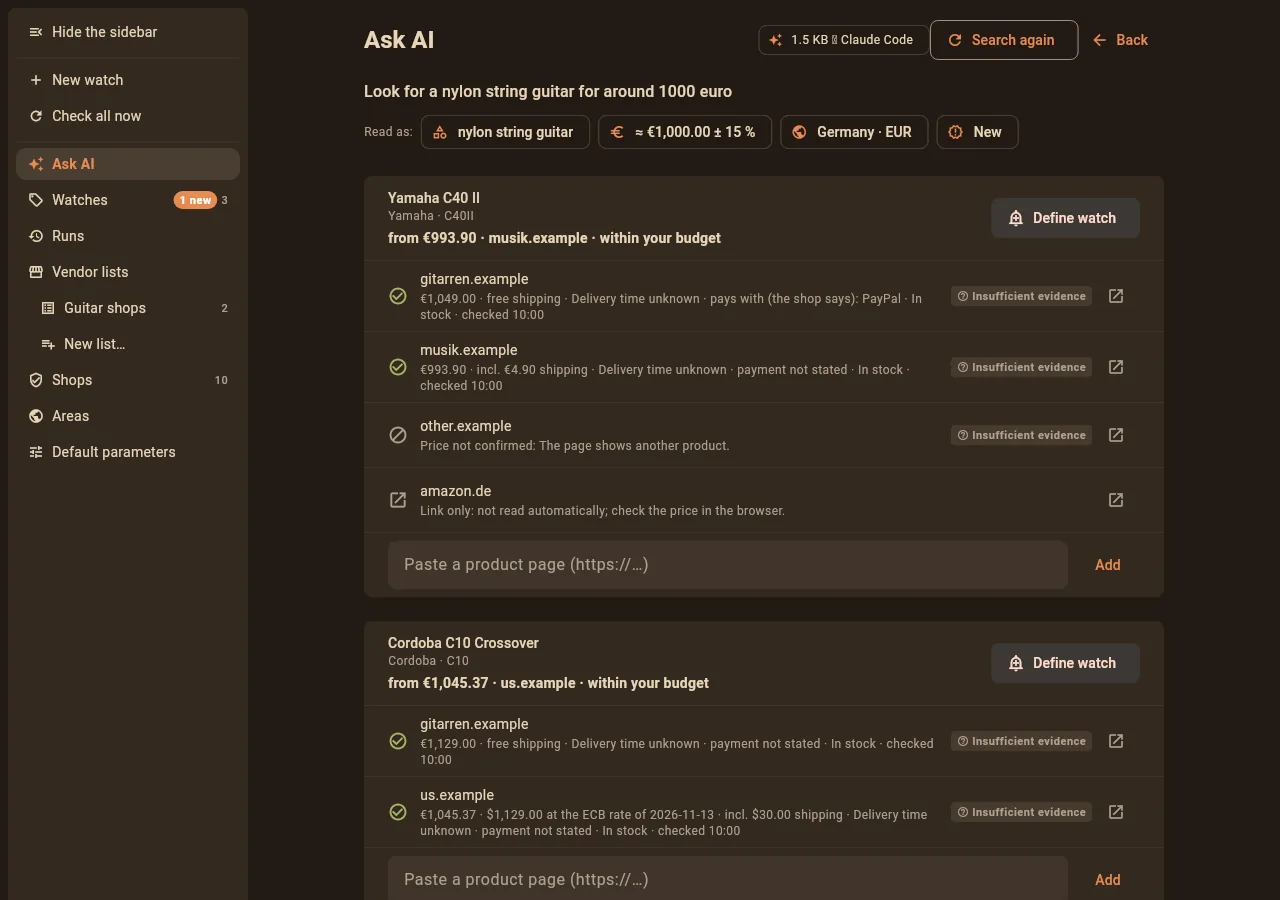 Hide the sidebar
New watch
Check all now
Ask AI
Watches 1 new 3
Runs
Vendor lists
Guitar shops 2
New list…
Shops 10
Areas
Default parameters
Ask AI
1.5 KB ▯ Claude Code
Search again
Back
Look for a nylon string guitar for around 1000 euro
Read as: nylon string guitar ≈ €1,000.00 ± 15 % Germany · EUR New
Yamaha C40 II
Yamaha · C40II
from €993.90 · musik.example · within your budget
Define watch
gitarren.example
€1,049.00 · free shipping · Delivery time unknown · pays with (the shop says): PayPal · In
stock · checked 10:00
Insufficient evidence
musik.example
€993.90 · incl. €4.90 shipping · Delivery time unknown · payment not stated · In stock ·
checked 10:00
Insufficient evidence
other.example
Price not confirmed: The page shows another product.
Insufficient evidence
amazon.de
Link only: not read automatically; check the price in the browser.
Paste a product page (https://…)
Add
Cordoba C10 Crossover
Cordoba · C10
from €1,045.37 · us.example · within your budget
Define watch
gitarren.example
€1,129.00 · free shipping · Delivery time unknown · payment not stated · In stock · checked
10:00
Insufficient evidence
us.example
€1,045.37 · $1,129.00 at the ECB rate of 2026-11-13 · incl. $30.00 shipping · Delivery time
unknown · payment not stated · In stock · checked 10:00
Insufficient evidence
Paste a product page (https://…)
Add